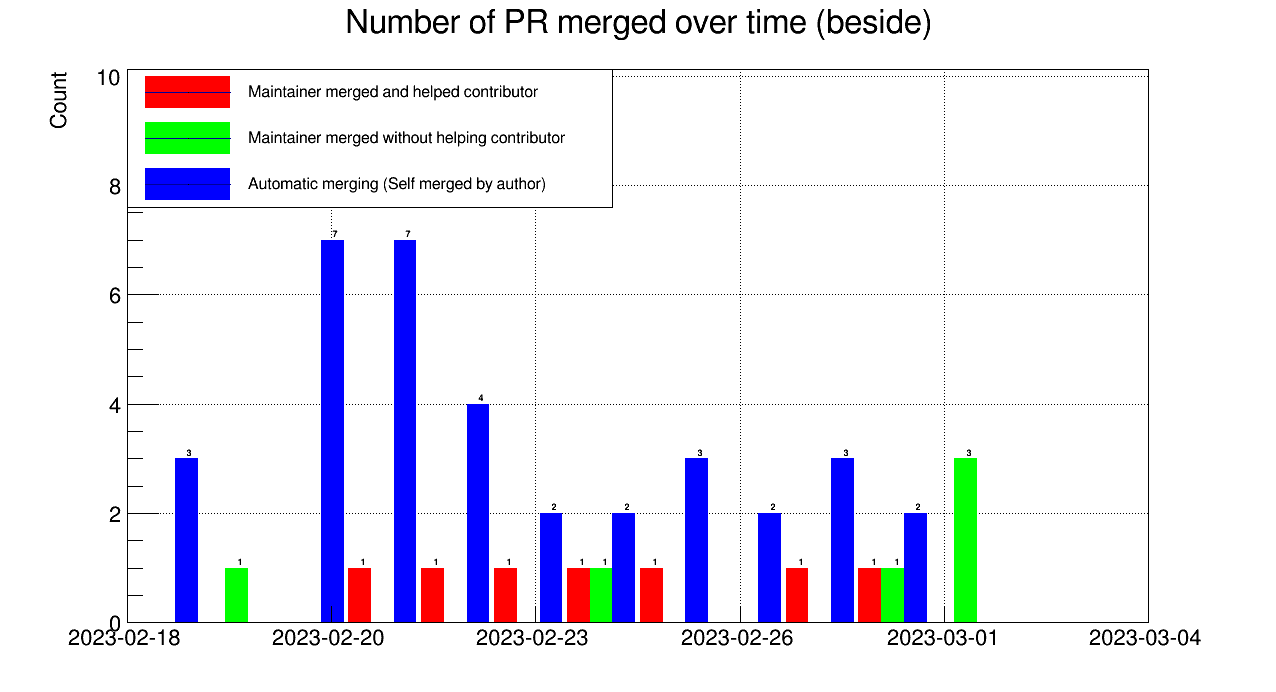 Number of PR merged over time (beside)
Count
10
8
6
4
2
0
Maintainer merged and helped contributor
Maintainer merged without helping contributor
Automatic merging (Self merged by author)
3 1 7 1 7 1 4 1 2 1 1 2 1 3 2 1 3 1 1 2 3
2023-02-18 2023-02-20 2023-02-23 2023-02-26 2023-03-01 2023-03-04